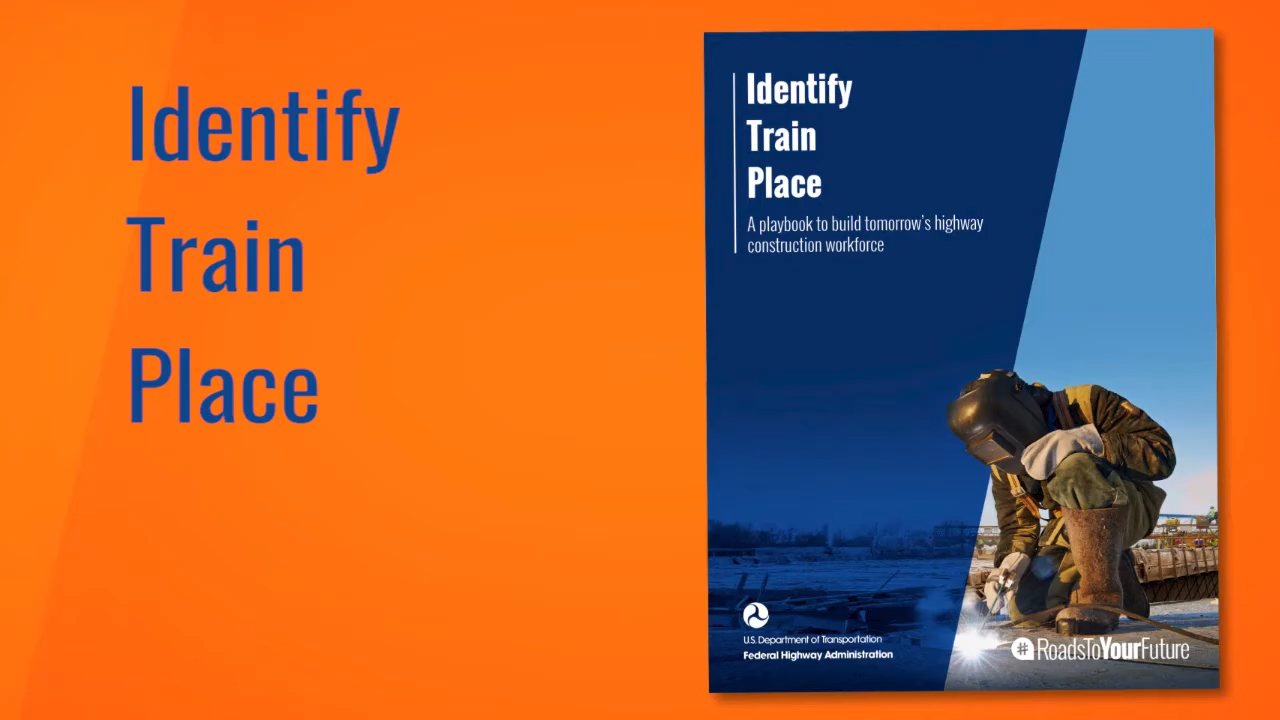 Identify
Train
Place
Identify
Train
Place
A playbook to build tomorrow's highway
construction workforce
U.S. Department of Transportation
Federal Highway Administration
# RoadsToYourFuture